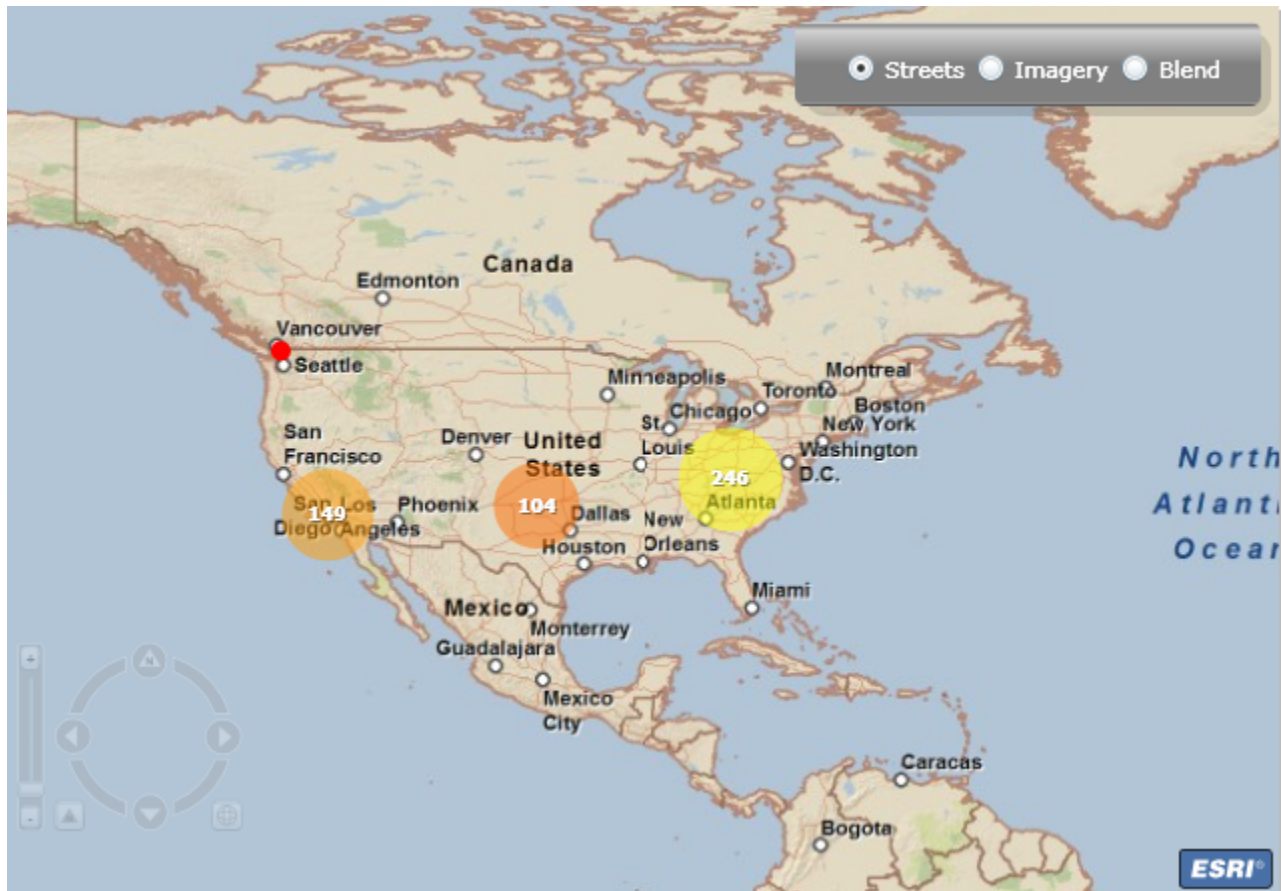 Streets Imagery Blend
Canada
Edmonton
Vancouver
Seattle
Minneapolis
Montreal
Toronto
Boston
Chicago
New York
St.
Louis
Washington
D.C.
San
Francisco
Denver
United
States
246
Atlanta
149
San
Diego
Los
Angeles
Phoenix
104
Dallas
Houston
New
Orleans
Miami
Mexico
Monterrey
Guadalajara
Mexico
City
North
Atlanti
Ocean
N
+
-
Caracas
Bogota
ESRI